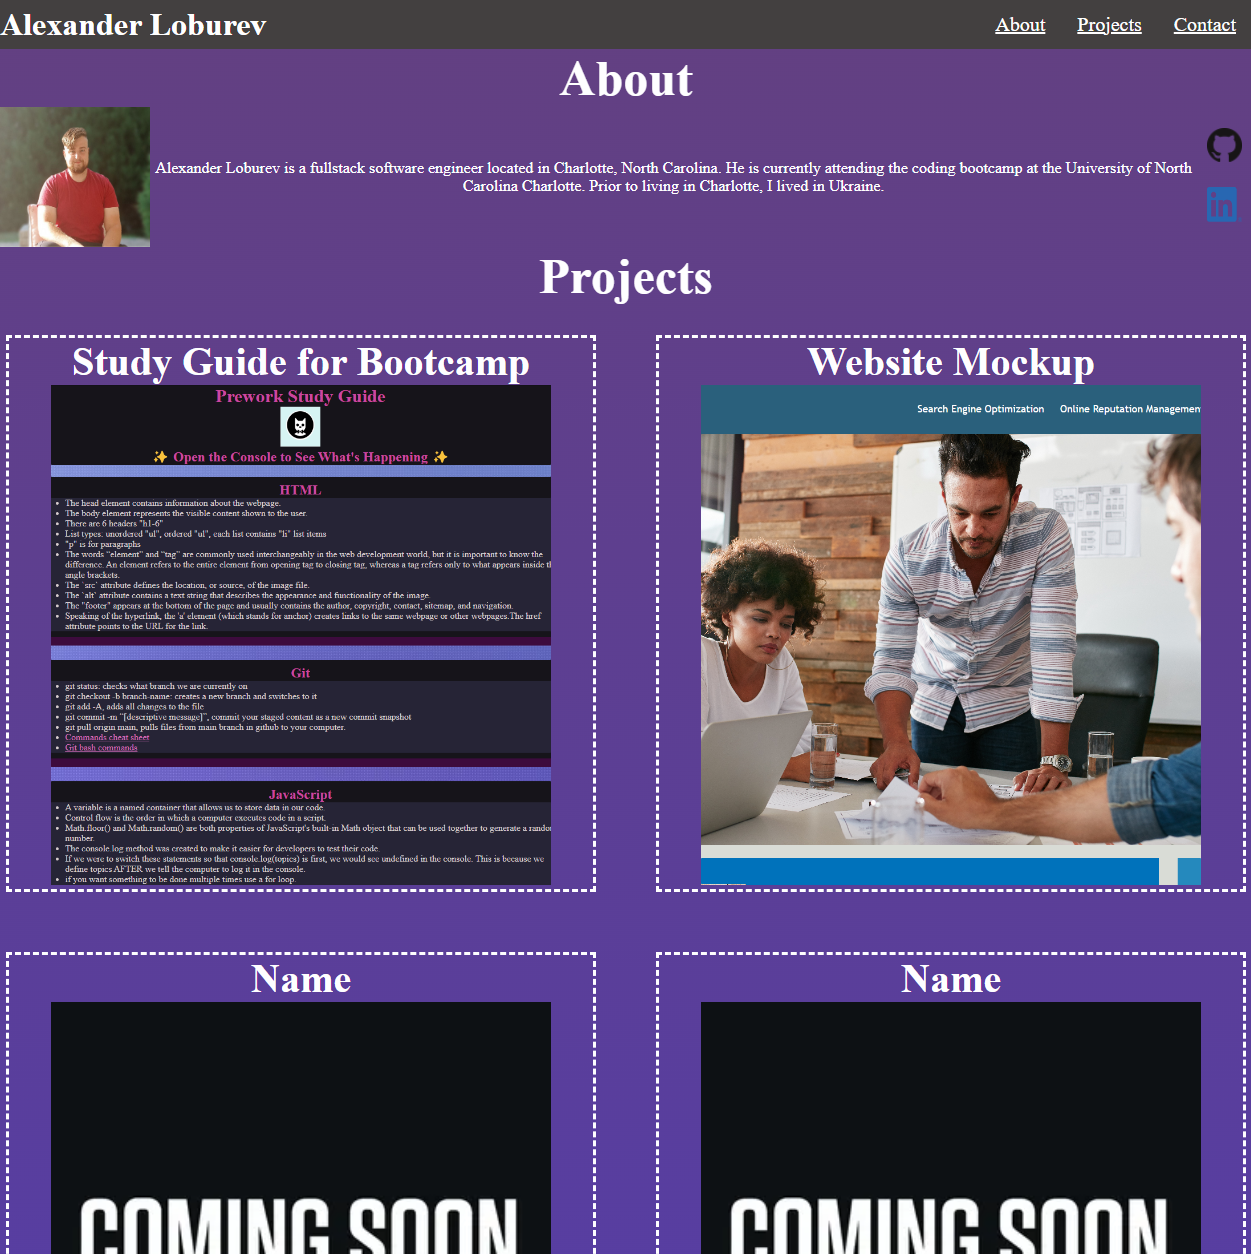 Alexander Loburev
About Projects Contact
About
Alexander Loburev is a fullstack software engineer located in Charlotte, North Carolina. He is currently attending the coding bootcamp at the University of North
Carolina Charlotte. Prior to living in Charlotte, I lived in Ukraine.
in
Projects
Study Guide for Bootcamp
Prework Study Guide
✨ Open the Console to See What's Happening ✨
HTML
• The head element contains information about the webpage.
• The body element represents the visible content shown to the user.
• There are 6 headers "h1-6"
• List types. unordered "ul", ordered "ul", each list contains "li" list items
• "p" is for paragraphs
• The words “element” and “tag” are commonly used interchangeably in the web development world, but it is important to know the
difference. An element refers to the entire element from opening tag to closing tag, whereas a tag refers only to what appears inside th
angle brackets.
• The `src` attribute defines the location, or source, of the image file.
• The `alt` attribute contains a text string that describes the appearance and functionality of the image.
• The "footer" appears at the bottom of the page and usually contains the author, copyright, contact, sitemap, and navigation.
• Speaking of the hyperlink, the 'a' element (which stands for anchor) creates links to the same webpage or other webpages.The href
attribute points to the URL for the link.
Git
• git status: checks what branch we are currently on
• git checkout -b branch-name: creates a new branch and switches to it
• git add -A, adds all changes to the file
• git commit -m "[descriptive message]", commit your staged content as a new commit snapshot
• git pull origin main, pulls files from main branch in github to your computer.
• Commands cheat sheet
• Git bash commands
JavaScript
• A variable is a named container that allows us to store data in our code.
• Control flow is the order in which a computer executes code in a script.
• Math.floor() and Math.random() are both properties of JavaScript's built-in Math object that can be used together to generate a random
number.
• The console.log method was created to make it easier for developers to test their code.
• If we were to switch these statements so that console.log(topics) is first, we would see undefined in the console. This is because we
define topics AFTER we tell the computer to log it in the console.
• if you want something to be done multiple times use a for loop.
Website Mockup
Search Engine Optimization Online Reputation Managemen
Name
COMING SOON
Name
COMING SOON